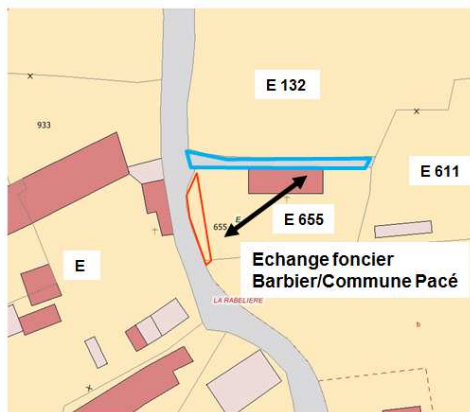 E 132
933
E 611
E
655
E 655
E
Echange foncier
Barbier/Commune Pacé
LA RABELIERE